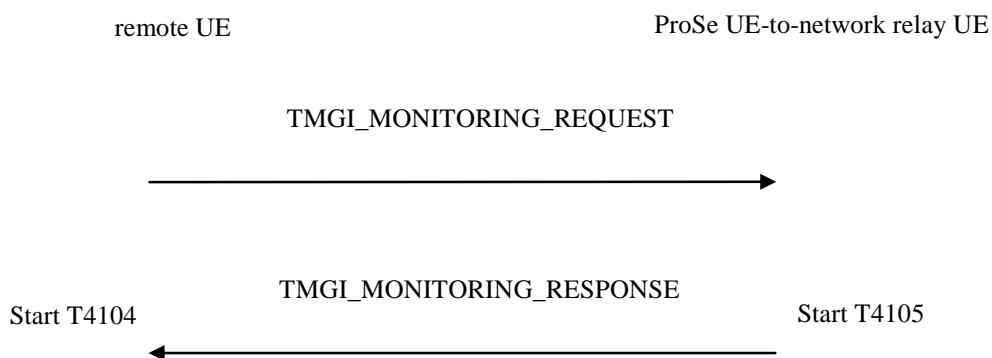 remote UE
ProSe UE-to-network relay UE
TMGI_MONITORING_REQUEST
TMGI_MONITORING_RESPONSE
Start T4104
Start T4105